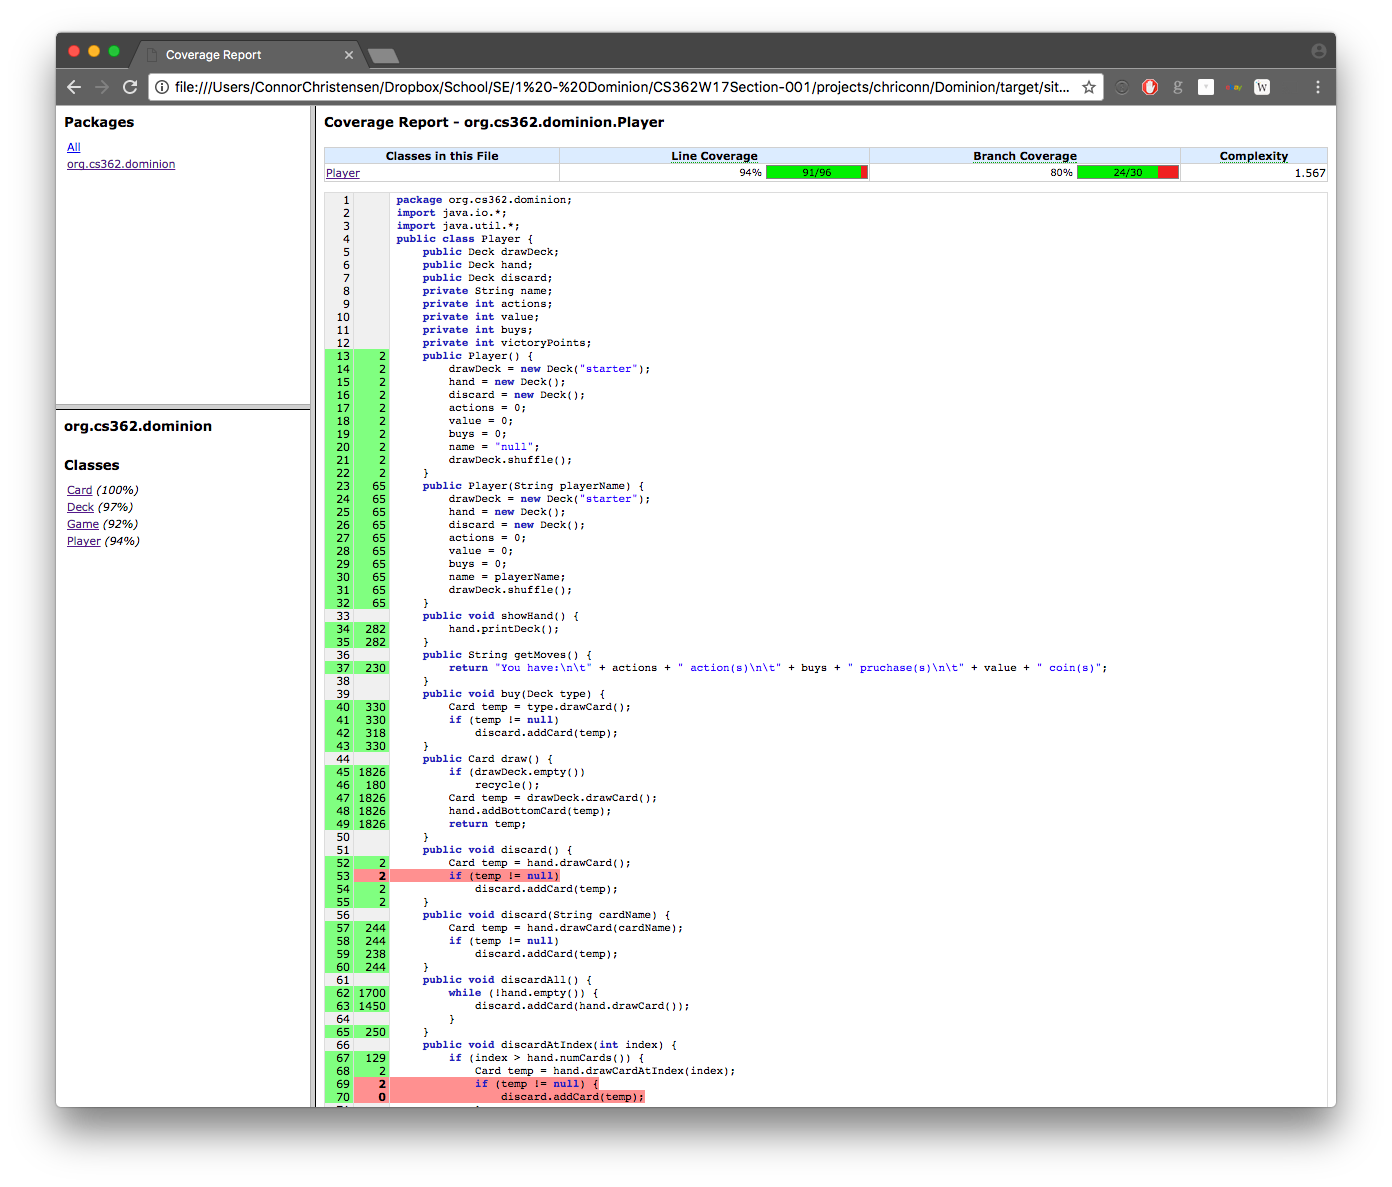 Coverage Report
file:///Users/ConnorChristensen/Dropbox/School/SE/1%20-%20Dominion/CS362W17Section-001/projects/chriconn/Dominion/target/sit...
Packages
All
org.cs362.dominion
org.cs362.dominion
Classes
Card (100%)
Deck (97%)
Game (92%)
Player (94%)
Coverage Report - org.cs362.dominion.Player
Classes in this File Line Coverage Branch Coverage Complexity
Player 94% 91/96 80% 24/30 1.567
1 package org.cs362.dominion;
2 import java.io.*;
3 import java.util.*;
4 public class Player {
5 public Deck drawDeck;
6 public Deck hand;
7 public Deck discard;
8 private String name;
9 private int actions;
10 private int value;
11 private int buys;
12 private int victoryPoints;
13 2 public Player() {
14 2 drawDeck = new Deck("starter");
15 2 hand = new Deck();
16 2 discard = new Deck();
17 2 actions = 0;
18 2 value = 0;
19 2 buys = 0;
20 2 name = "null";
21 2 drawDeck.shuffle();
22 2 }
23 65 public Player(String playerName) {
24 65 drawDeck = new Deck("starter");
25 65 hand = new Deck();
26 65 discard = new Deck();
27 65 actions = 0;
28 65 value = 0;
29 65 buys = 0;
30 65 name = playerName;
31 65 drawDeck.shuffle();
32 65 }
33 public void showHand() {
34 282 hand.printDeck();
35 282 }
36 public String getMoves() {
37 230 return "You have:\n\t" + actions + " action(s)\n\t" + buys + " pruchase(s)\n\t" + value + " coin(s)";
38 }
39 public void buy(Deck type) {
40 330 Card temp = type.drawCard();
41 330 if (temp != null)
42 318 discard.addCard(temp);
43 330 }
44 public Card draw() {
45 1826 if (drawDeck.empty())
46 180 recycle();
47 1826 Card temp = drawDeck.drawCard();
48 1826 hand.addBottomCard(temp);
49 1826 return temp;
50 }
51 public void discard() {
52 2 Card temp = hand.drawCard();
53 2 if (temp != null)
54 2 discard.addCard(temp);
55 2 }
56 public void discard(String cardName) {
57 244 Card temp = hand.drawCard(cardName);
58 244 if (temp != null)
59 238 discard.addCard(temp);
60 244 }
61 public void discardAll() {
62 1700 while (!hand.empty()) {
63 1450 discard.addCard(hand.drawCard());
64 }
65 250 }
66 public void discardAtIndex(int index) {
67 129 if (index > hand.numCards()) {
68 2 Card temp = hand.drawCardAtIndex(index);
69 2 if (temp != null) {
70 0 discard.addCard(temp);